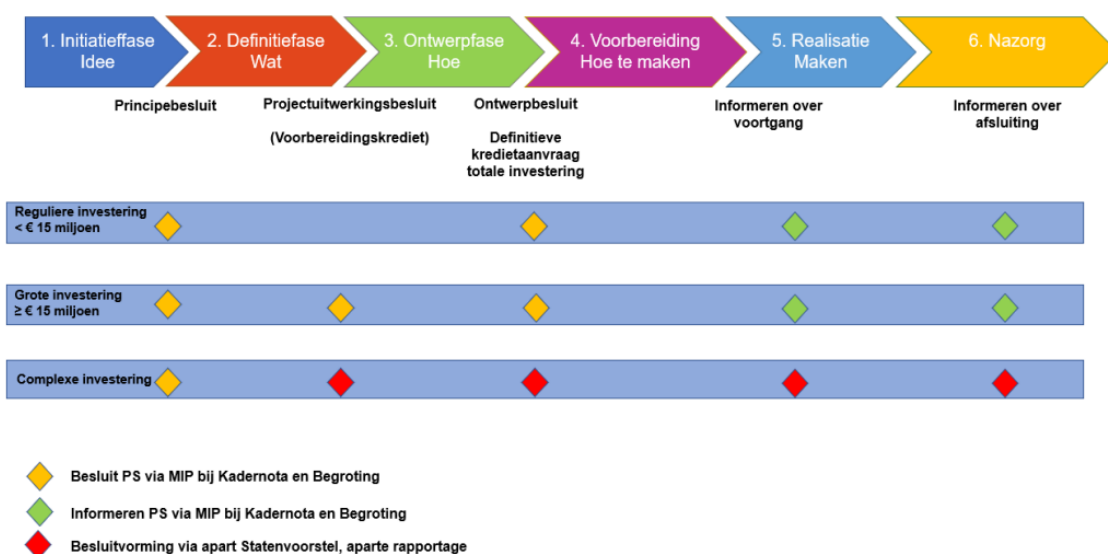 1. Initiatieffase
Idee
2. Definitiefase
Wat
3. Ontwerpfase
Hoe
4. Voorbereiding
Hoe te maken
5. Realisatie
Maken
6. Nazorg
Principebesluit
Projectuitwerkingsbesluit
(Voorbereidingskrediet)
Ontwerpbesluit
Definitieve
kredietaanvraag
totale investering
Informeren over
voortgang
Informeren over
afsluiting
Reguliere investering
< € 15 miljoen
Grote investering
≥ € 15 miljoen
Complexe investering
Besluit PS via MIP bij Kadernota en Begroting
Informeren PS via MIP bij Kadernota en Begroting
Besluitvorming via apart Statenvoorstel, aparte rapportage